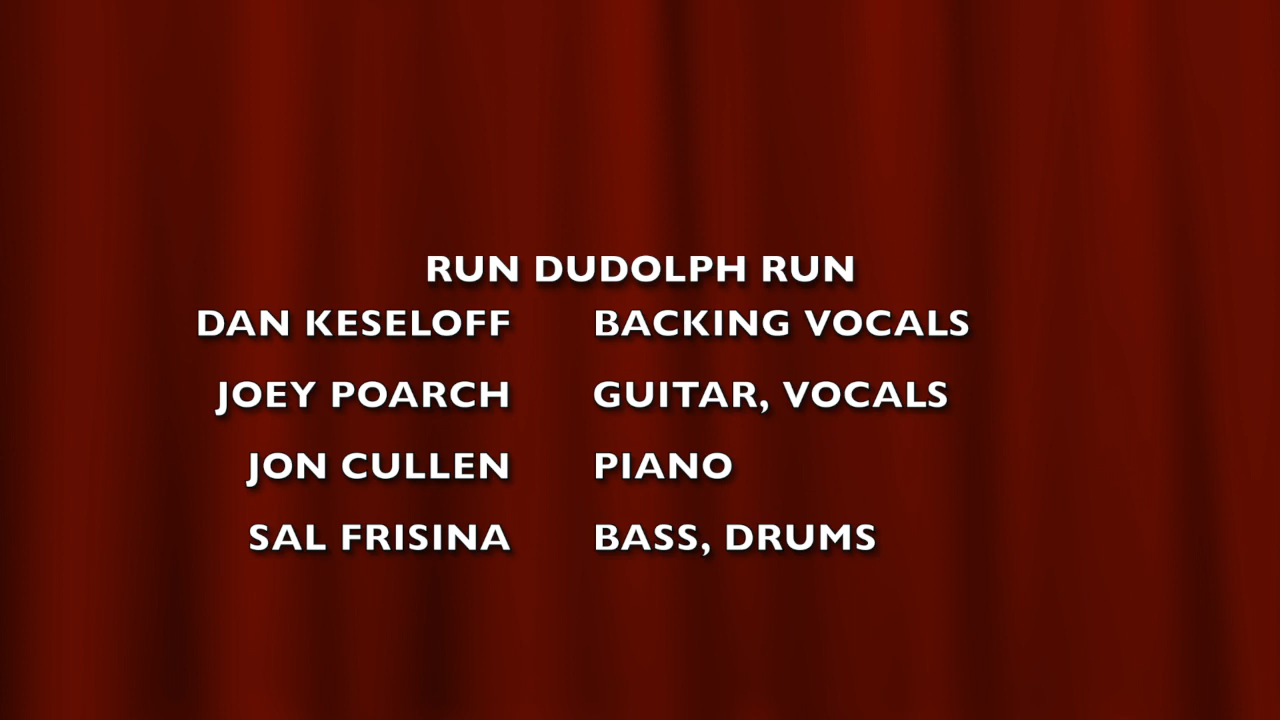 RUN DUDOLPH RUN
DAN KESELOFF BACKING VOCALS
JOEY POARCH GUITAR, VOCALS
JON CULLEN PIANO
SAL FRISINA BASS, DRUMS